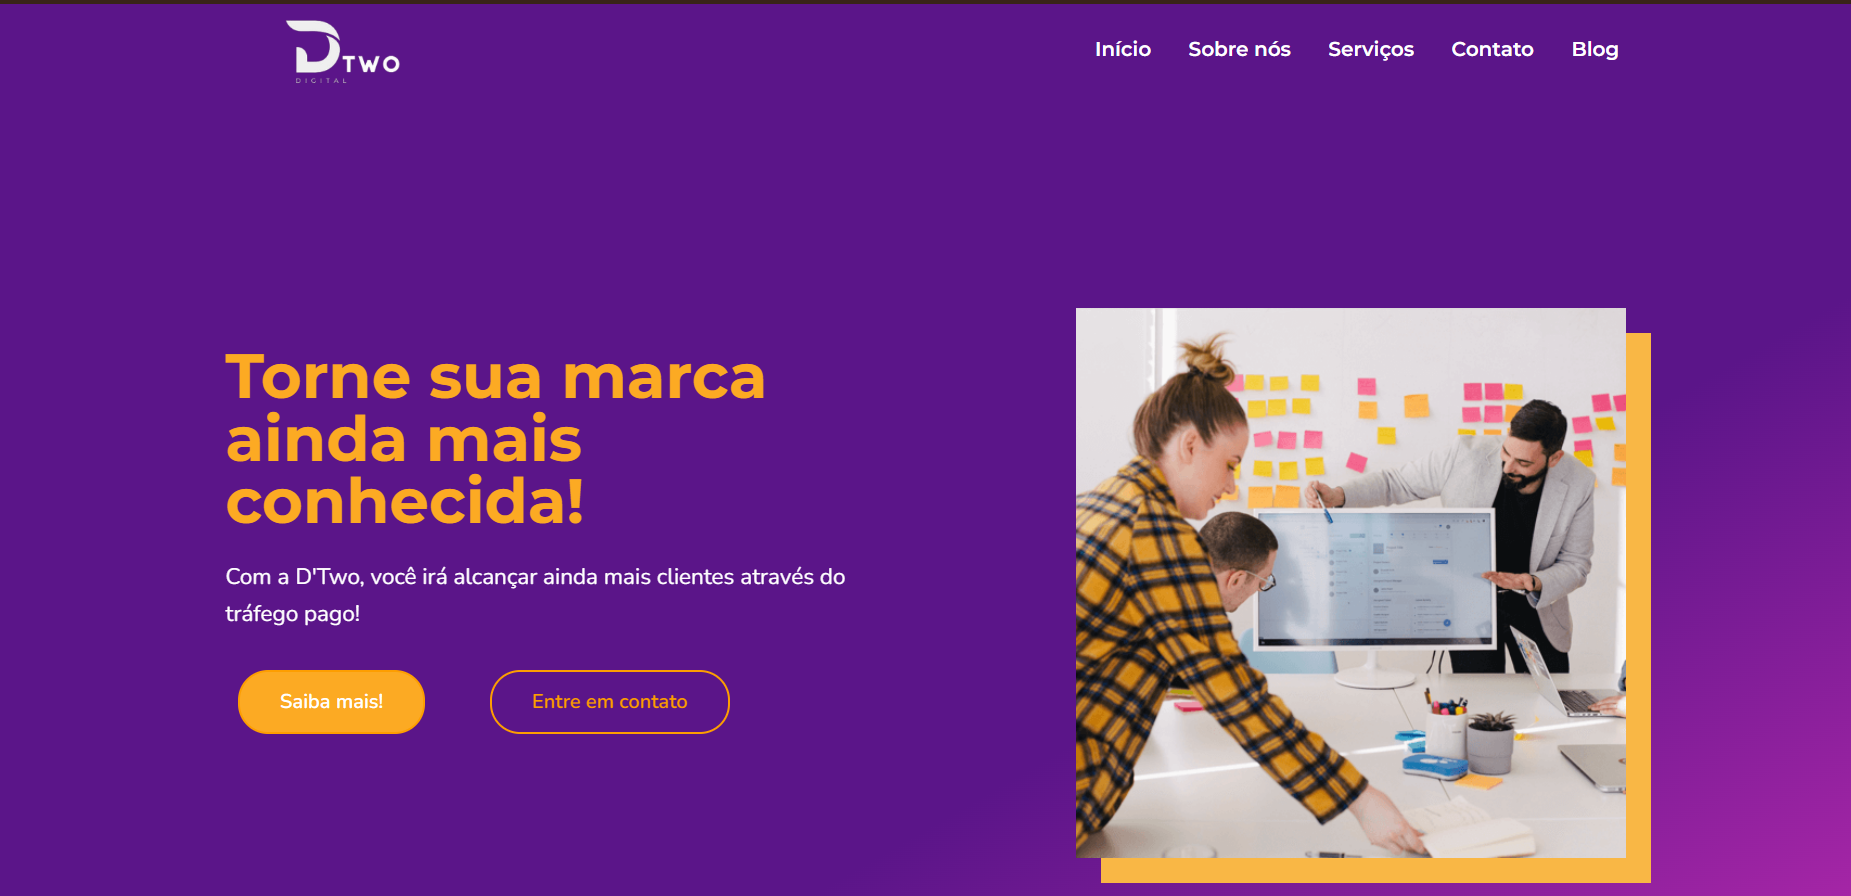 D TWO
DIGITAL
Início Sobre nós Serviços Contato Blog
Torne sua marca
ainda mais
conhecida!
Com a D'Two, você irá alcançar ainda mais clientes através do
tráfego pago!
Saiba mais! Entre em contato